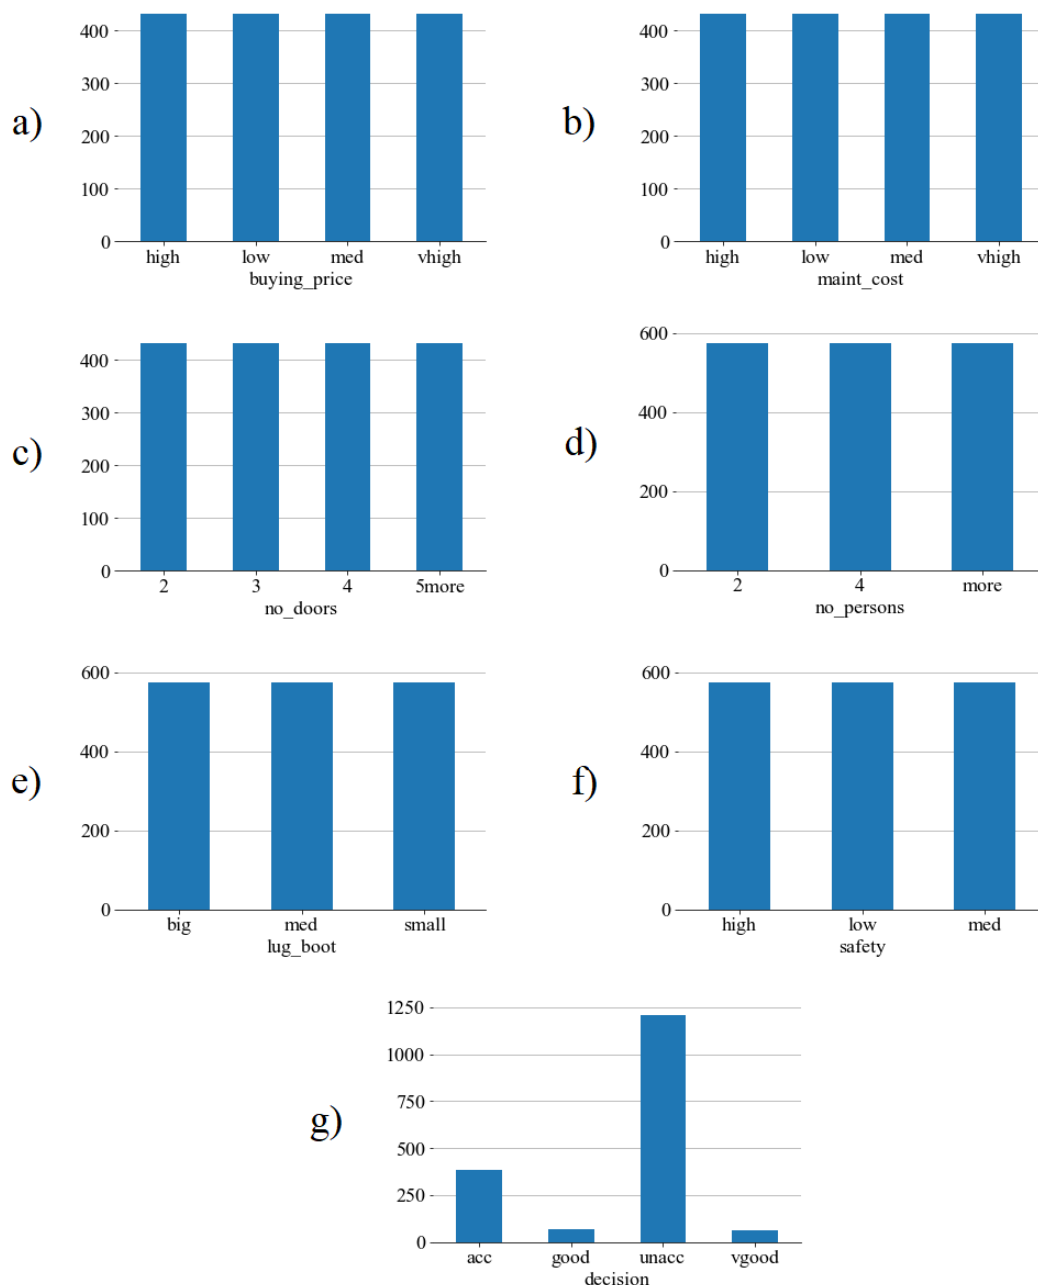 a)
400
300
200
100
0
high low med vhigh
buying_price
b)
400
300
200
100
0
high low med vhigh
maint_cost
c)
400
300
200
100
0
2 3 4 5more
no_doors
d)
600
400
200
0
2 4 more
no_persons
e)
600
400
200
0
big med small
lug_boot
f)
600
400
200
0
high low med
safety
g)
1250
1000
750
500
250
0
acc good unacc vgood
decision